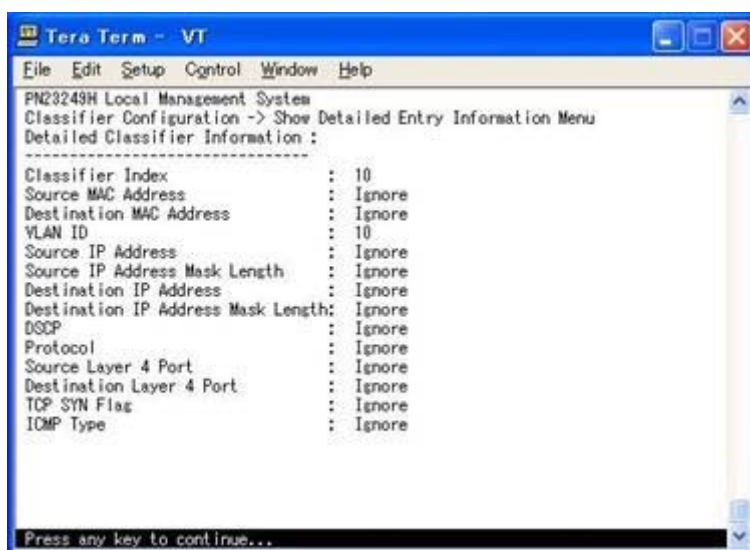 Tera Term - VT
File Edit Setup Control Window Help
PN23249H Local Management System
Classifier Configuration -> Show Detailed Entry Information Menu
Detailed Classifier Information :
---------------------------------
Classifier Index : 10
Source MAC Address : Ignore
Destination MAC Address : Ignore
VLAN ID : 10
Source IP Address : Ignore
Source IP Address Mask Length : Ignore
Destination IP Address : Ignore
Destination IP Address Mask Length: Ignore
DSCP : Ignore
Protocol : Ignore
Source Layer 4 Port : Ignore
Destination Layer 4 Port : Ignore
TCP SYN Flag : Ignore
ICMP Type : Ignore
Press any key to continue...